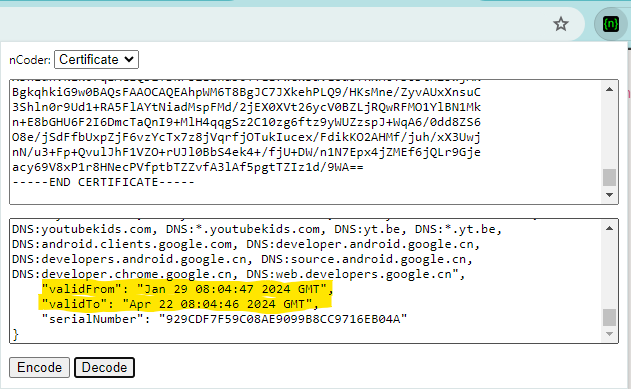 {n}
nCoder: Certificate
BgkqhkiG9w0BAQsFAAOCAQEAhpWM6T8BgJC7JXkehPLQ9/HKsMne/ZyvAUxXnsuC
3Shln0r9Ud1+RA5FlAYtNiadMspFMd/2jEX0XVt26ycV0BZLjRQwRFMO1YlBN1Mk
n+E8bGHU6F2I6DmcTaQnI9+MlH4qqgSz2C10zg6ftz9yWUZzspJ+WqA6/0dd8ZS6
O8e/jSdFfbUxpZjF6vzYcTx7z8jVqrfjOTukIucex/FdikKO2AHMf/juh/xX3Uwj
nN/u3+Fp+QvulJhF1VZO+rUJl0BbS4ek4+/fjU+DW/n1N7Epx4jZMEf6jQLr9Gje
acy69V8xP1r8HNecPVfptbTZZvfA3lAf5pgtTZIz1d/9WA==
-----END CERTIFICATE-----
DNS:youtubekids.com, DNS:*.youtubekids.com, DNS:yt.be, DNS:*.yt.be,
DNS:android.clients.google.com, DNS:developer.android.google.cn,
DNS:developers.android.google.cn, DNS:source.android.google.cn,
DNS:developer.chrome.google.cn, DNS:web.developers.google.cn",
"validFrom": "Jan 29 08:04:47 2024 GMT",
"validTo": "Apr 22 08:04:46 2024 GMT",
"serialNumber": "929CDF7F59C08AE9099B8CC9716EB04A"
}
Encode Decode